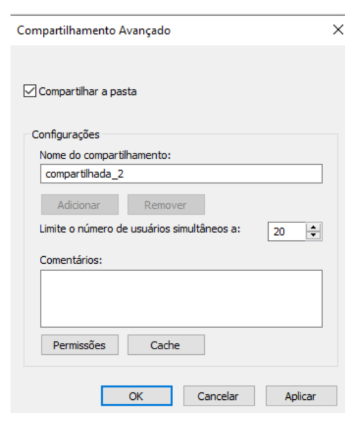 Compartilhamento Avançado
Compartilhar a pasta
Configurações
Nome do compartilhamento:
compartilhada_2
Adicionar Remover
Limite o número de usuários simultâneos a: 20
Comentários:
Permissões Cache
OK Cancelar Aplicar